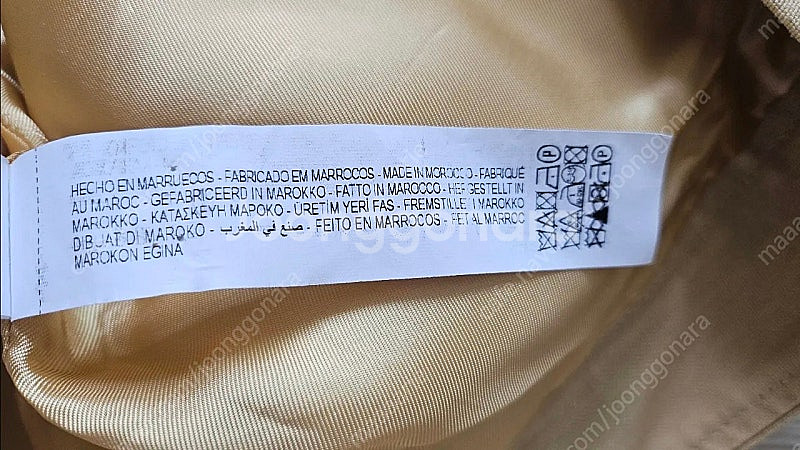 HECHO EN MARRUECOS - FABRICADO EM MARROCOS - MADE IN MOROCCO - FABRIQUÉ
AU MAROC - GEFABRICEERD IN MAROKKO - FATTO IN MAROCCO - HERGESTELLT IN
MAROKKO - ΚΑΤΑΣΚΕΥΗ ΜΑΡΟΚΟ - ÜRETİM YERİ FAS - FREMSTILLET I MAROKKO
DIBUAT DI MAROKO - صنع في المغرب - FEITO EN MARROCOS - FET AL MARROC
MAROKON EGINA
joonggonara